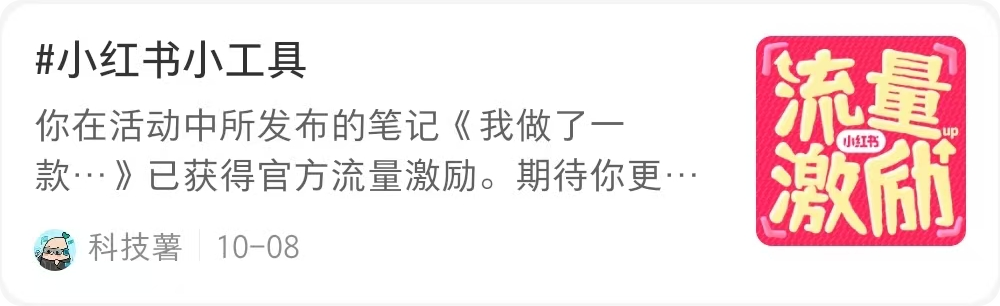 #小红书小工具
你在活动中所发布的笔记《我做了一
款…》已获得官方流量激励。期待你更…
科技薯 10-08
流量
小红书
up
激励